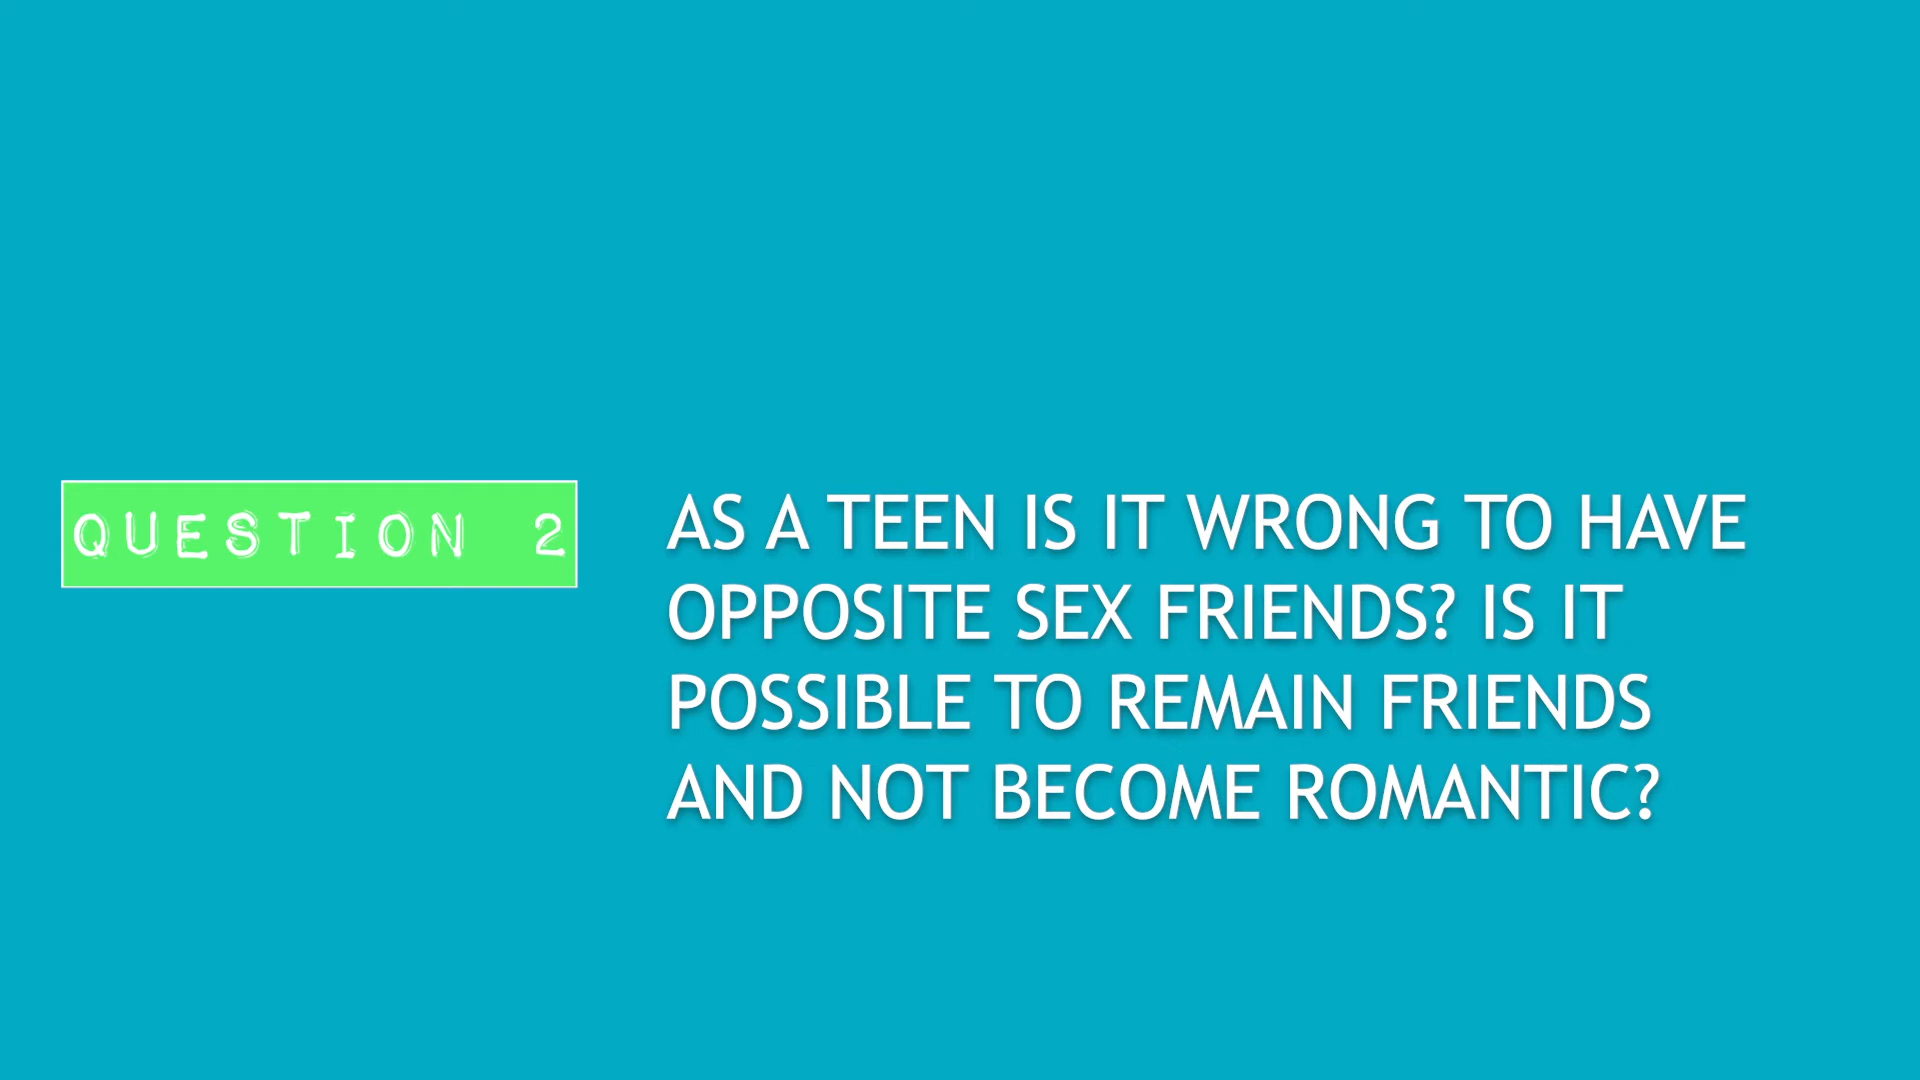 QUESTION 2
AS A TEEN IS IT WRONG TO HAVE
OPPOSITE SEX FRIENDS? IS IT
POSSIBLE TO REMAIN FRIENDS
AND NOT BECOME ROMANTIC?